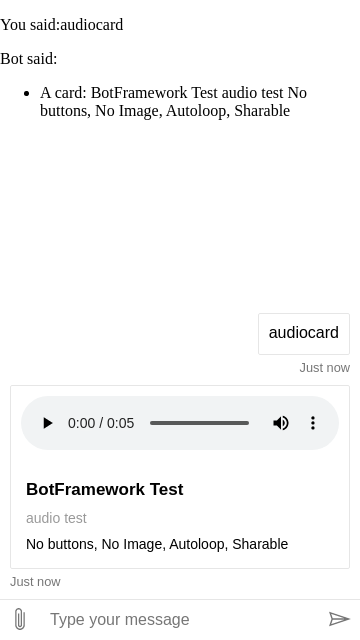 You said:audiocard
Bot said:
A card: BotFramework Test audio test No
buttons, No Image, Autoloop, Sharable
audiocard
Just now
0:00 / 0:05
BotFramework Test
audio test
No buttons, No Image, Autoloop, Sharable
Just now
Type your message